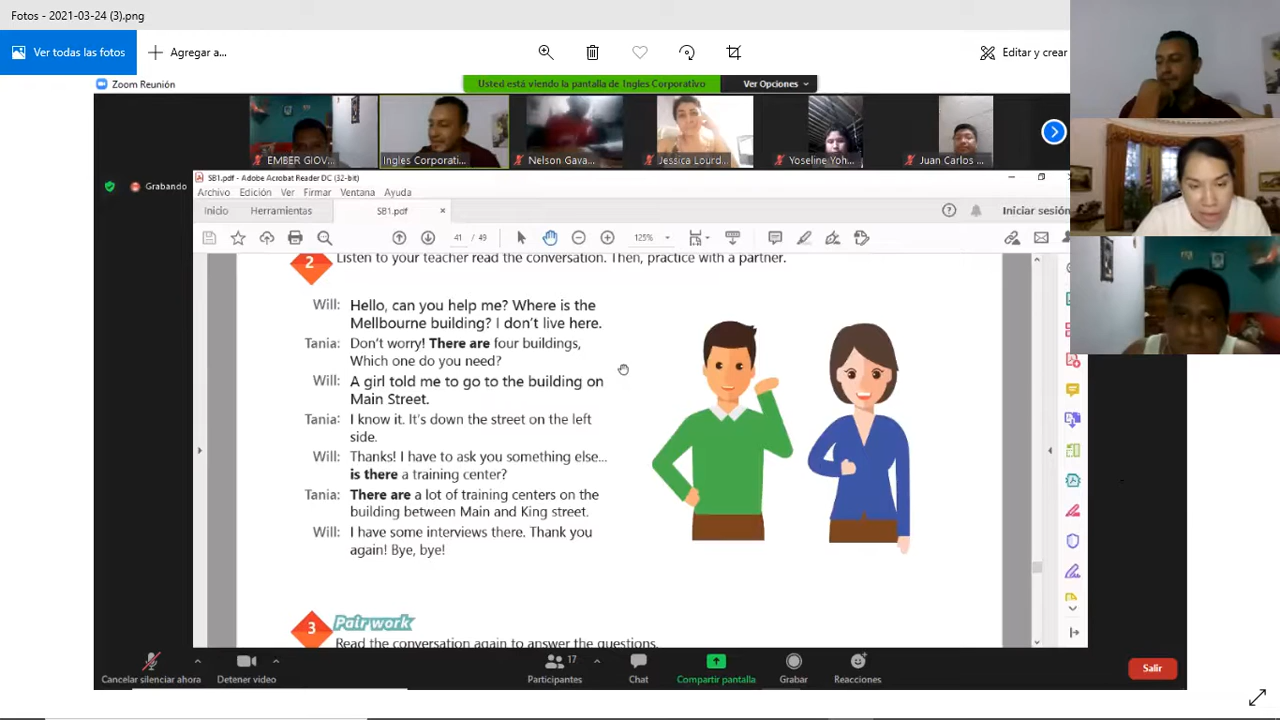 Fotos - 2021-03-24 (3).png
Ver todas las fotos
Agregar a...
Editar y crear
Zoom Reunión
Usted está viendo la pantalla de Ingles Corporativo
Ver Opciones
EMBER GIOV...
Ingles Corporati...
Nelson Gava...
Jessica Lourd...
Yoseline Yoh...
Juan Carlos ...
Grabando
SB1.pdf - Adobe Acrobat Reader DC (32-bit)
Archivo Edición Ver Firmar Ventana Ayuda
Inicio Herramientas SB1.pdf Iniciar sesión
41 / 49 125%
2 Listen to your teacher read the conversation. Then, practice with a partner.
Will: Hello, can you help me? Where is the
Mellbourne building? I don't live here.
Tania: Don't worry! There are four buildings,
Which one do you need?
Will: A girl told me to go to the building on
Main Street.
Tania: I know it. It's down the street on the left
side.
Will: Thanks! I have to ask you something else...
is there a training center?
Tania: There are a lot of training centers on the
building between Main and King street.
Will: I have some interviews there. Thank you
again! Bye, bye!
3 Pair work
Read the conversation again to answer the questions.
Cancelar silenciar ahora
Detener video
17
Participantes
Chat
Compartir pantalla
Grabar
Reacciones
Salir